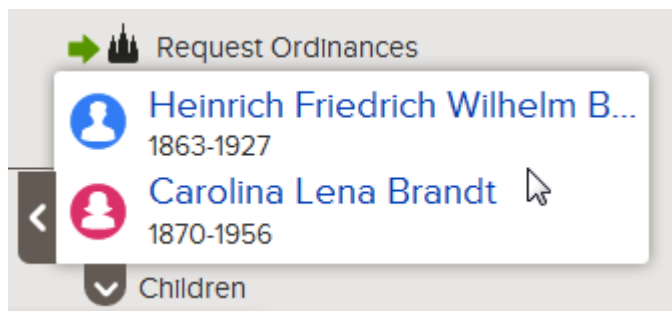 Request Ordinances
Heinrich Friedrich Wilhelm B...
1863-1927
Carolina Lena Brandt
1870-1956
Children